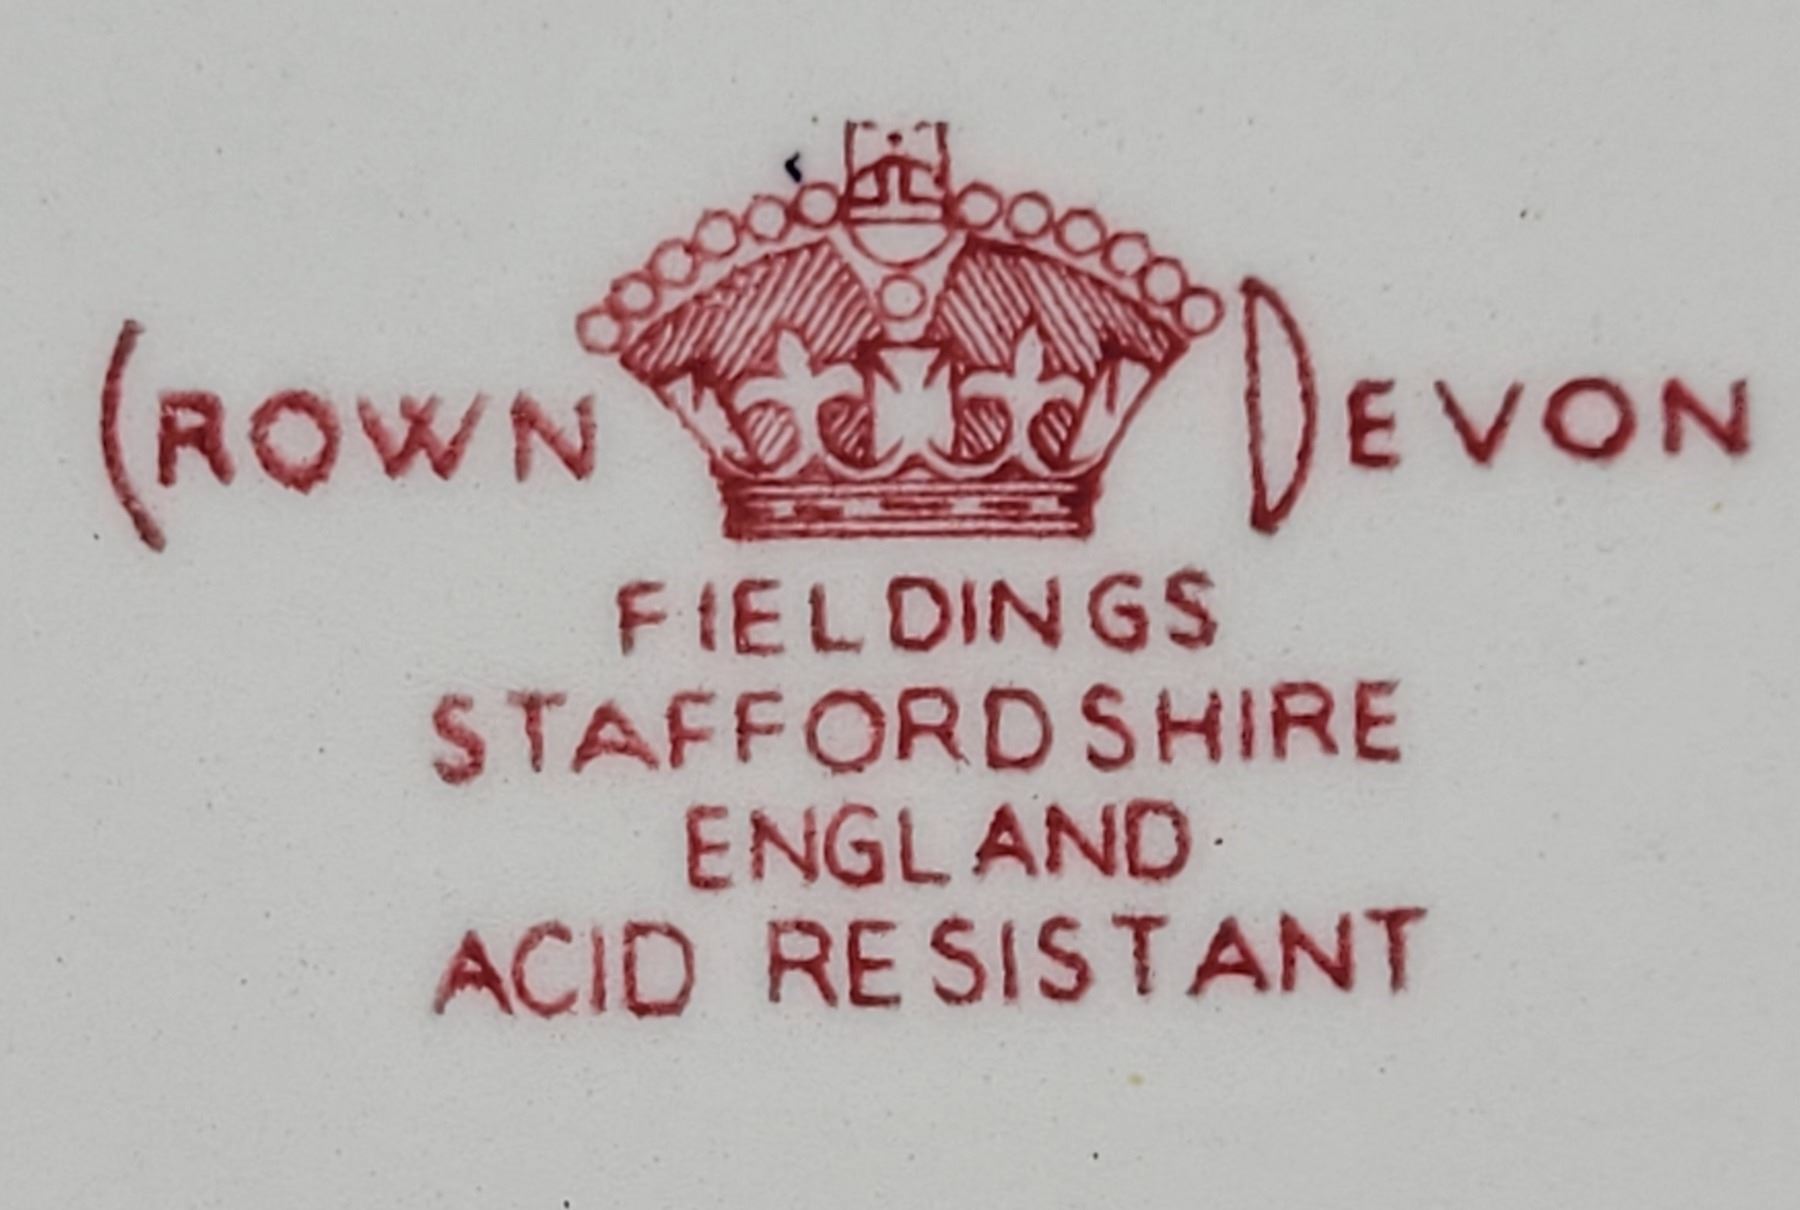 CROWN DEVON
FIELDINGS
STAFFORDSHIRE
ENGLAND
ACID RESISTANT